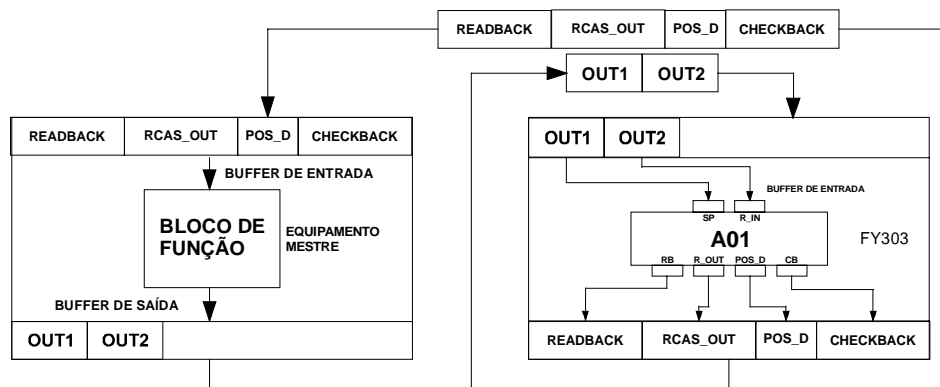 READBACK RCAS_OUT POS_D CHECKBACK
OUT1 OUT2
READBACK RCAS_OUT POS_D CHECKBACK
BUFFER DE ENTRADA
BLOCO DE
FUNÇÃO
EQUIPAMENTO
MESTRE
BUFFER DE SAÍDA
OUT1 OUT2
OUT1 OUT2
BUFFER DE ENTRADA
SP R_IN
A01
FY303
RB R_OUT POS_D CB
READBACK RCAS_OUT POS_D CHECKBACK